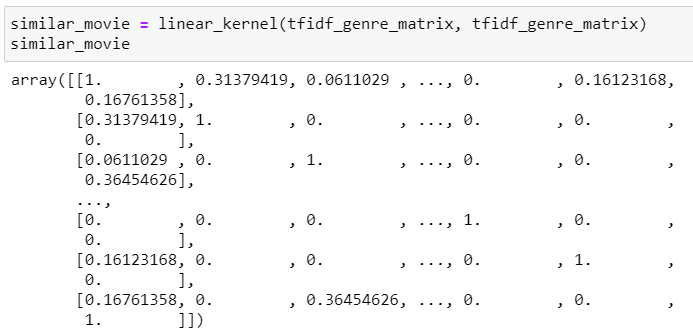 similar_movie = linear_kernel(tfidf_genre_matrix, tfidf_genre_matrix)
similar_movie
array([[1.        , 0.31379419, 0.0611029 , ..., 0.        , 0.16123168,
        0.16761358],
       [0.31379419, 1.        , 0.        , ..., 0.        , 0.        ,
        0.        ],
       [0.0611029 , 0.        , 1.        , ..., 0.        , 0.        ,
        0.36454626],
       ...,
       [0.        , 0.        , 0.        , ..., 1.        , 0.        ,
        0.        ],
       [0.16123168, 0.        , 0.        , ..., 0.        , 1.        ,
        0.        ],
       [0.16761358, 0.        , 0.36454626, ..., 0.        , 0.        ,
        1.        ]])